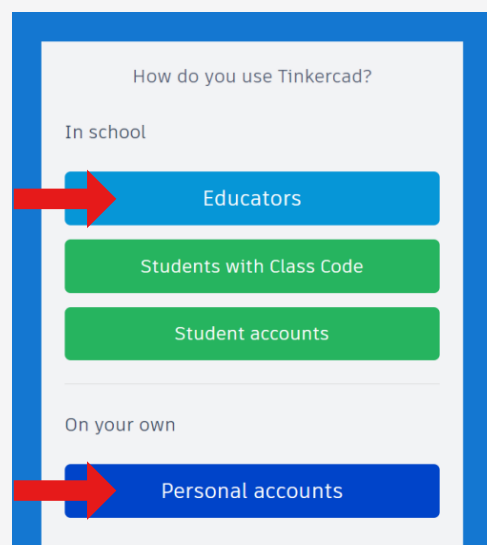 How do you use Tinkercad?
In school
Educators
Students with Class Code
Student accounts
On your own
Personal accounts